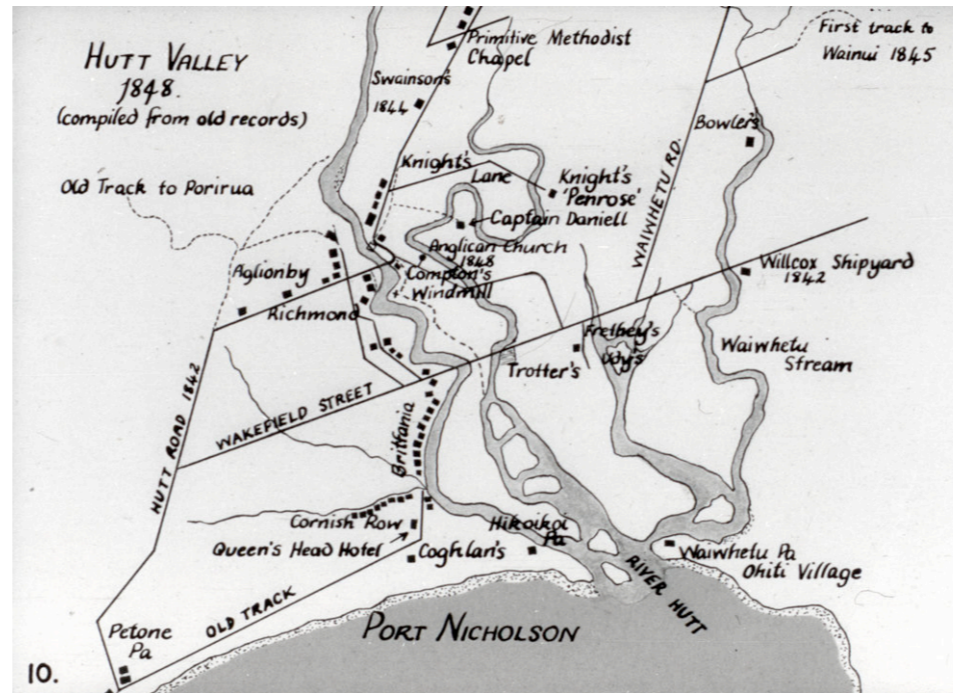 HUTT VALLEY
1848.
(compiled from old records)
Primitive Methodist
Chapel
First track to
Wainui 1845
Swainson's
1844
Bowler's
Old Track to Porirua
Knight's
Lane
Knight's
'Penrose'
Captain Daniell
WAIWHETU RD.
Anglican Church
1848
Compton's
Windmill
Willcox Shipyard
1842
Aglionby
Richmond
Frethey's
Udy's
Trotter's
Waiwhetu
Stream
HUTT ROAD 1842
WAKEFIELD STREET
Brittania
Cornish Row
Queen's Head Hotel
Coghlan's
Hikoikoi
Pa
Waiwhetu Pa
Ohiti Village
RIVER HUTT
OLD TRACK
PORT NICHOLSON
Petone
Pa
10.